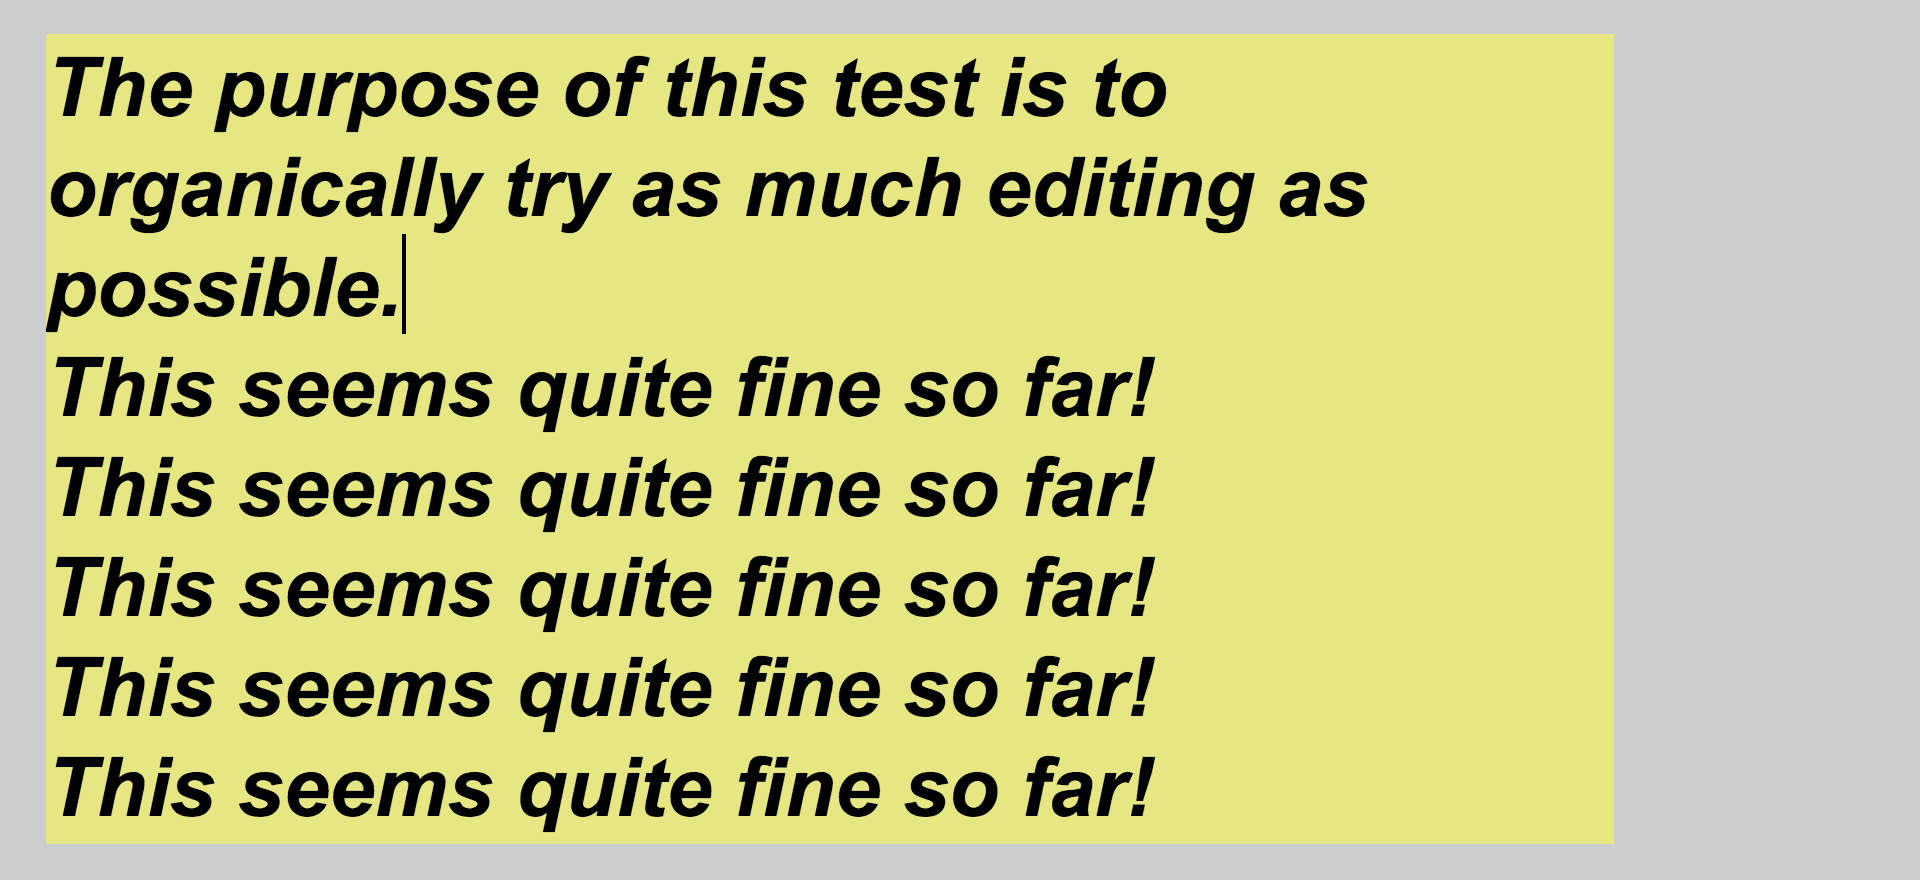 The purpose of this test is to
organically try as much editing as
possible.
This seems quite fine so far!
This seems quite fine so far!
This seems quite fine so far!
This seems quite fine so far!
This seems quite fine so far!